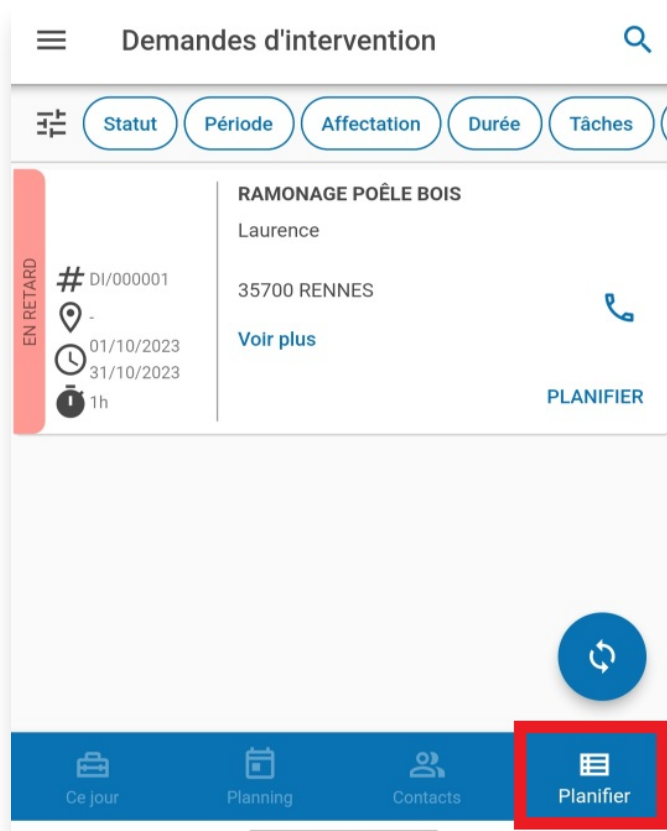 Demandes d'intervention
Statut
Période
Affectation
Durée
Tâches
EN RETARD
# DI/000001
-
01/10/2023
31/10/2023
1h
RAMONAGE POÊLE BOIS
Laurence
35700 RENNES
Voir plus
PLANIFIER
Ce jour
Planning
Contacts
Planifier